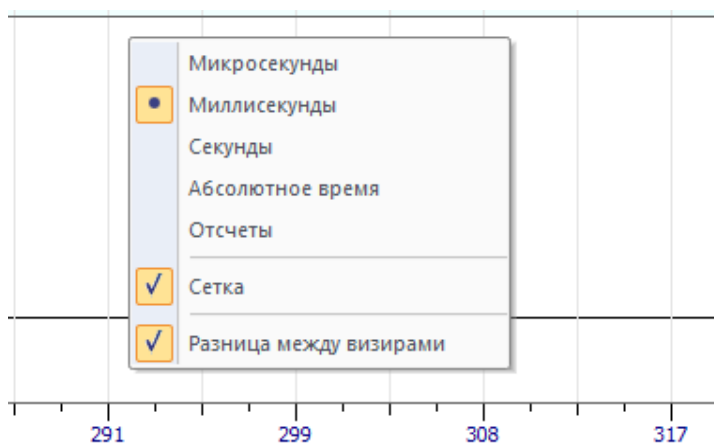 Микросекунды
Миллисекунды
Секунды
Абсолютное время
Отсчеты
Сетка
Разница между визирами
291 299 308 317